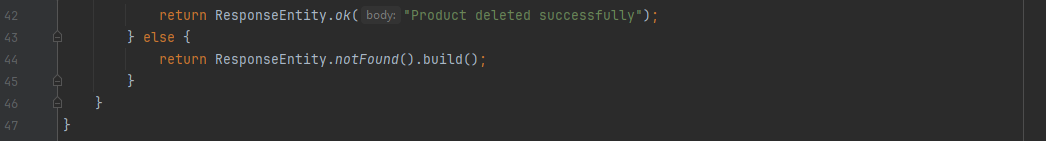 42 return ResponseEntity.ok( body: "Product deleted successfully");
43 } else {
44 return ResponseEntity.notFound().build();
45 }
46 }
47 }